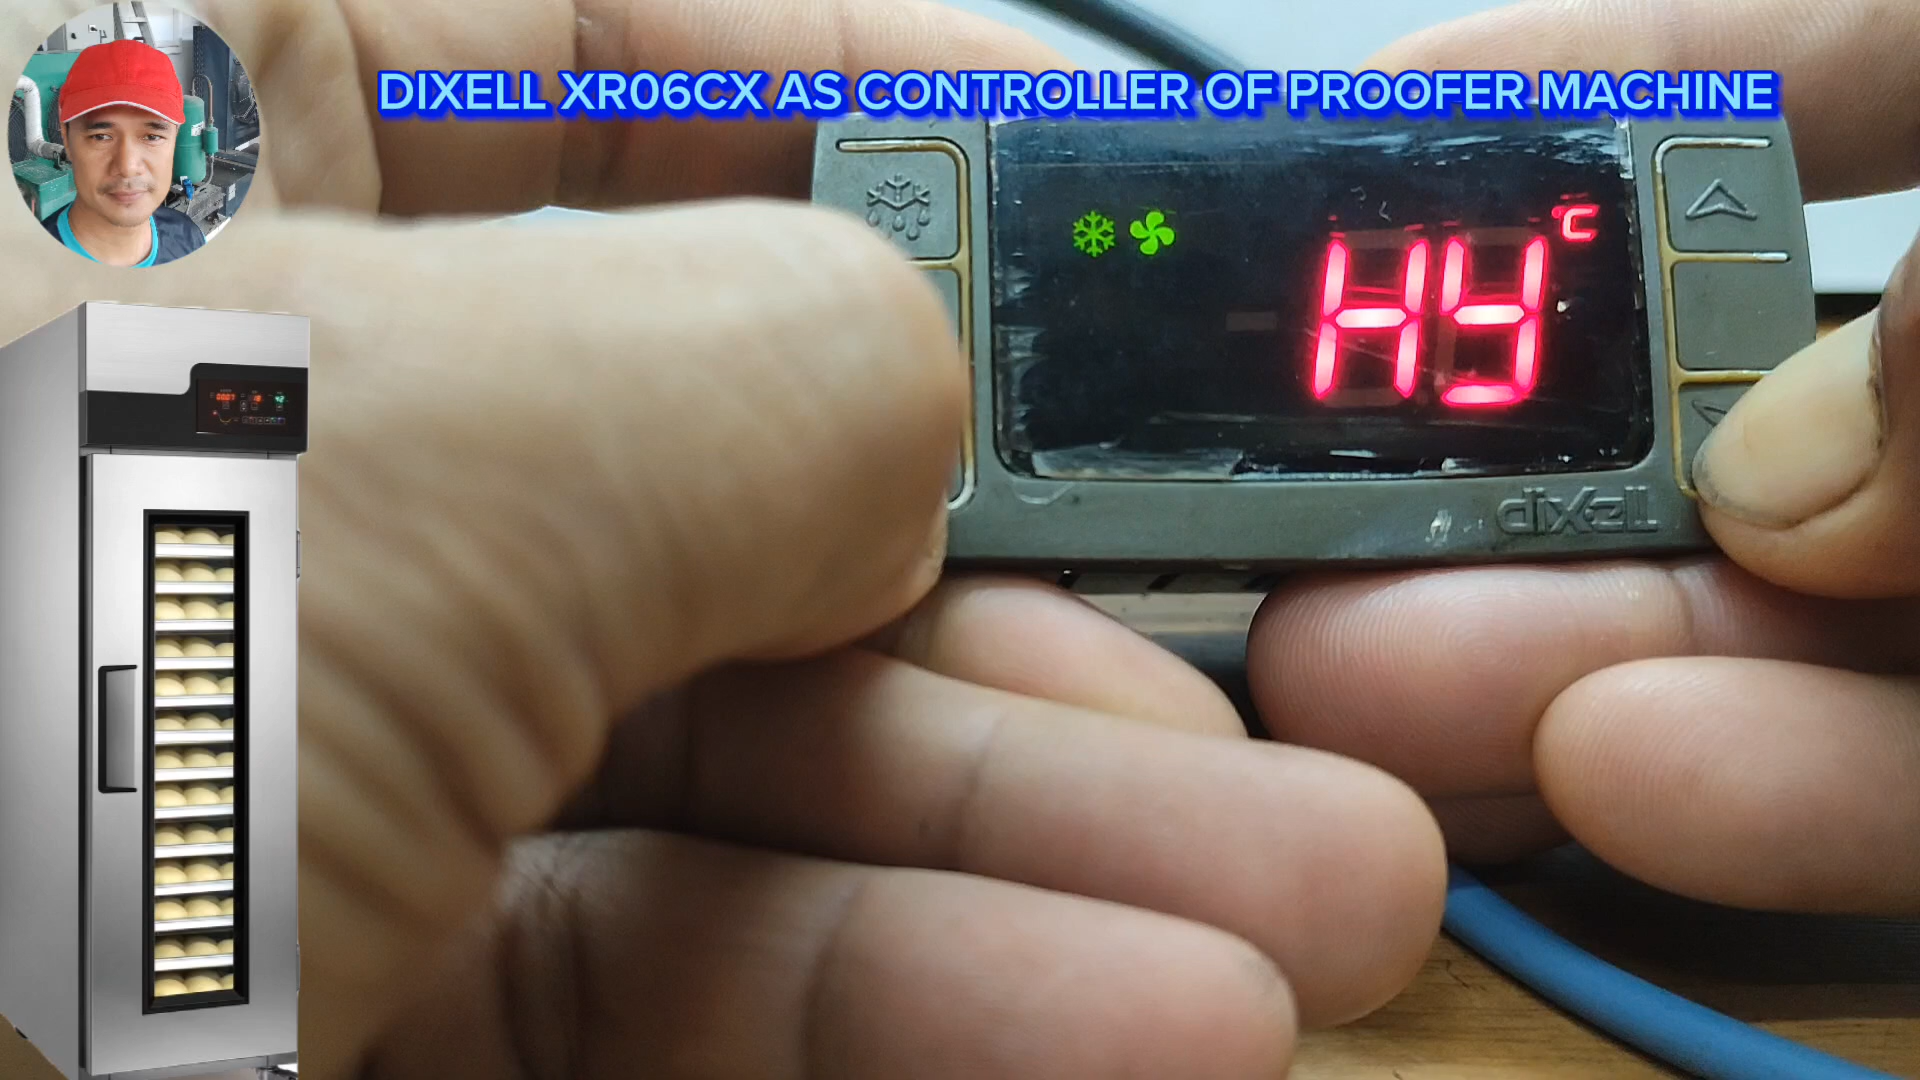 DIXELL XR06CX AS CONTROLLER OF PROOFER MACHINE
°C
Hy
dixell